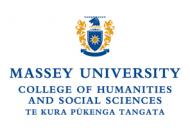 MASSEY UNIVERSITY
COLLEGE OF HUMANITIES
AND SOCIAL SCIENCES
TE KURA PŪKENGA TANGATA